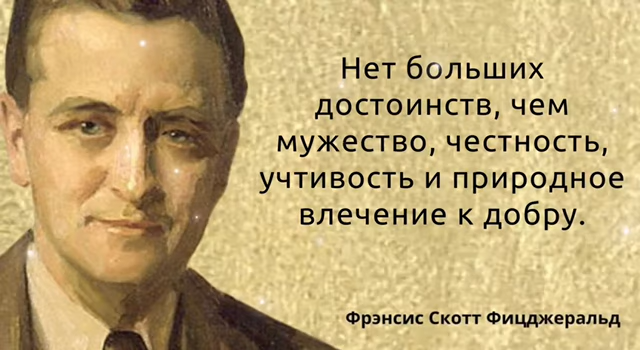 Нет больших
достоинств, чем
мужество, честность,
учтивость и природное
влечение к добру.
Фрэнсис Скотт Фицджеральд